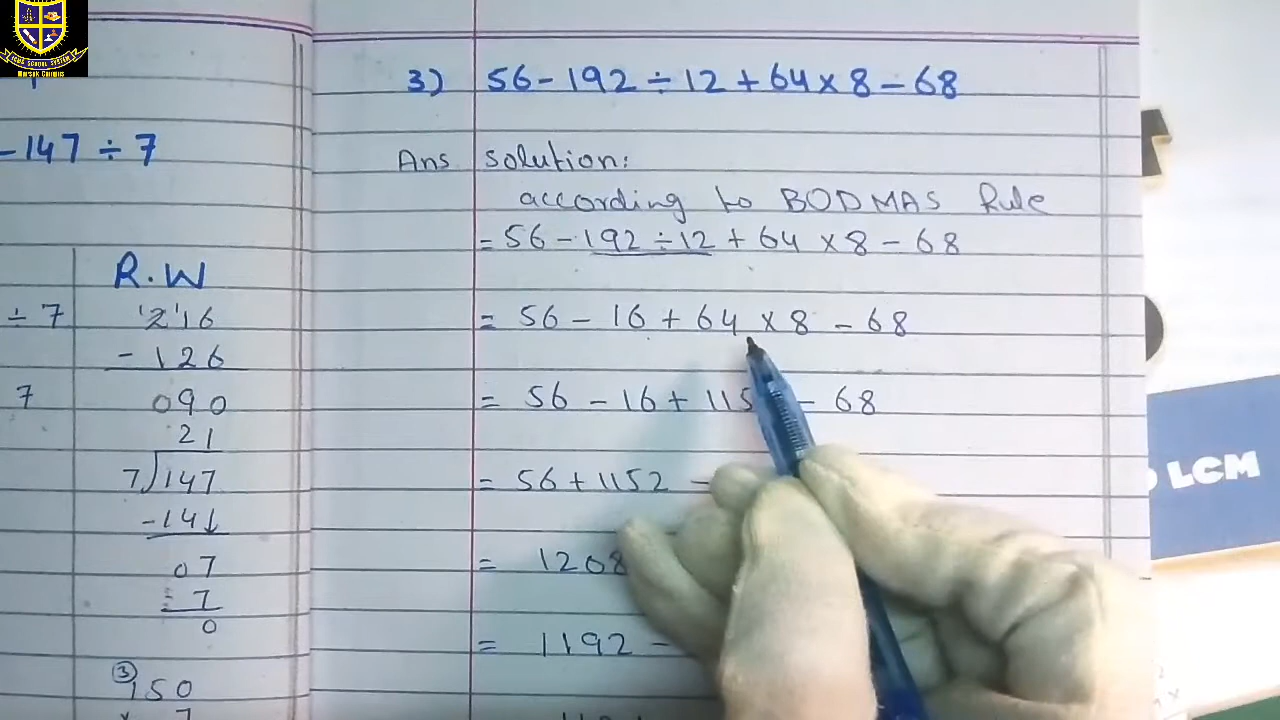 - 147 ÷ 7
R.W
÷ 7
216
- 126
7
090
21
7)147
- 14↓
07
- 7
0
③
150
3) 56 - 192 ÷ 12 + 64 × 8 - 68
Ans solution:
according to BODMAS Rule
= 56 - 192 ÷ 12 + 64 × 8 - 68
= 56 - 16 + 64 × 8 - 68
= 56 - 16 + 115 - 68
= 56 + 1152 -
= 1208
= 1192 -
LCM